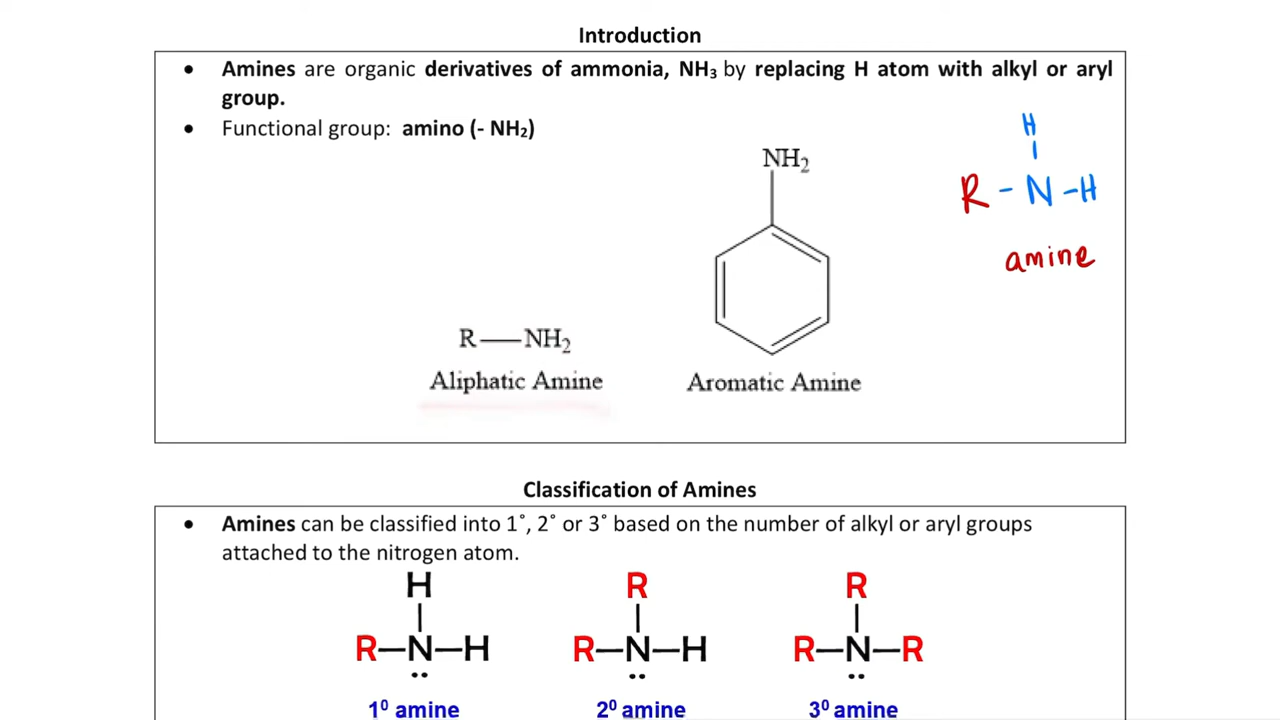 Introduction
• Amines are organic derivatives of ammonia, NH₃ by replacing H atom with alkyl or aryl
group.
• Functional group: amino (- NH₂)
H
R - N - H
amine
NH₂
R—NH₂
Aliphatic Amine
Aromatic Amine
Classification of Amines
• Amines can be classified into 1˚, 2˚ or 3˚ based on the number of alkyl or aryl groups
attached to the nitrogen atom.
H R R
R—N—H R—N—H R—N—R
1⁰ amine 2⁰ amine 3⁰ amine